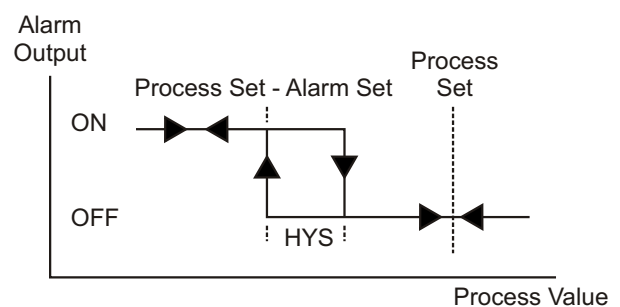 Alarm
Output
Process
Set
Process Set - Alarm Set
ON
OFF
HYS
Process Value